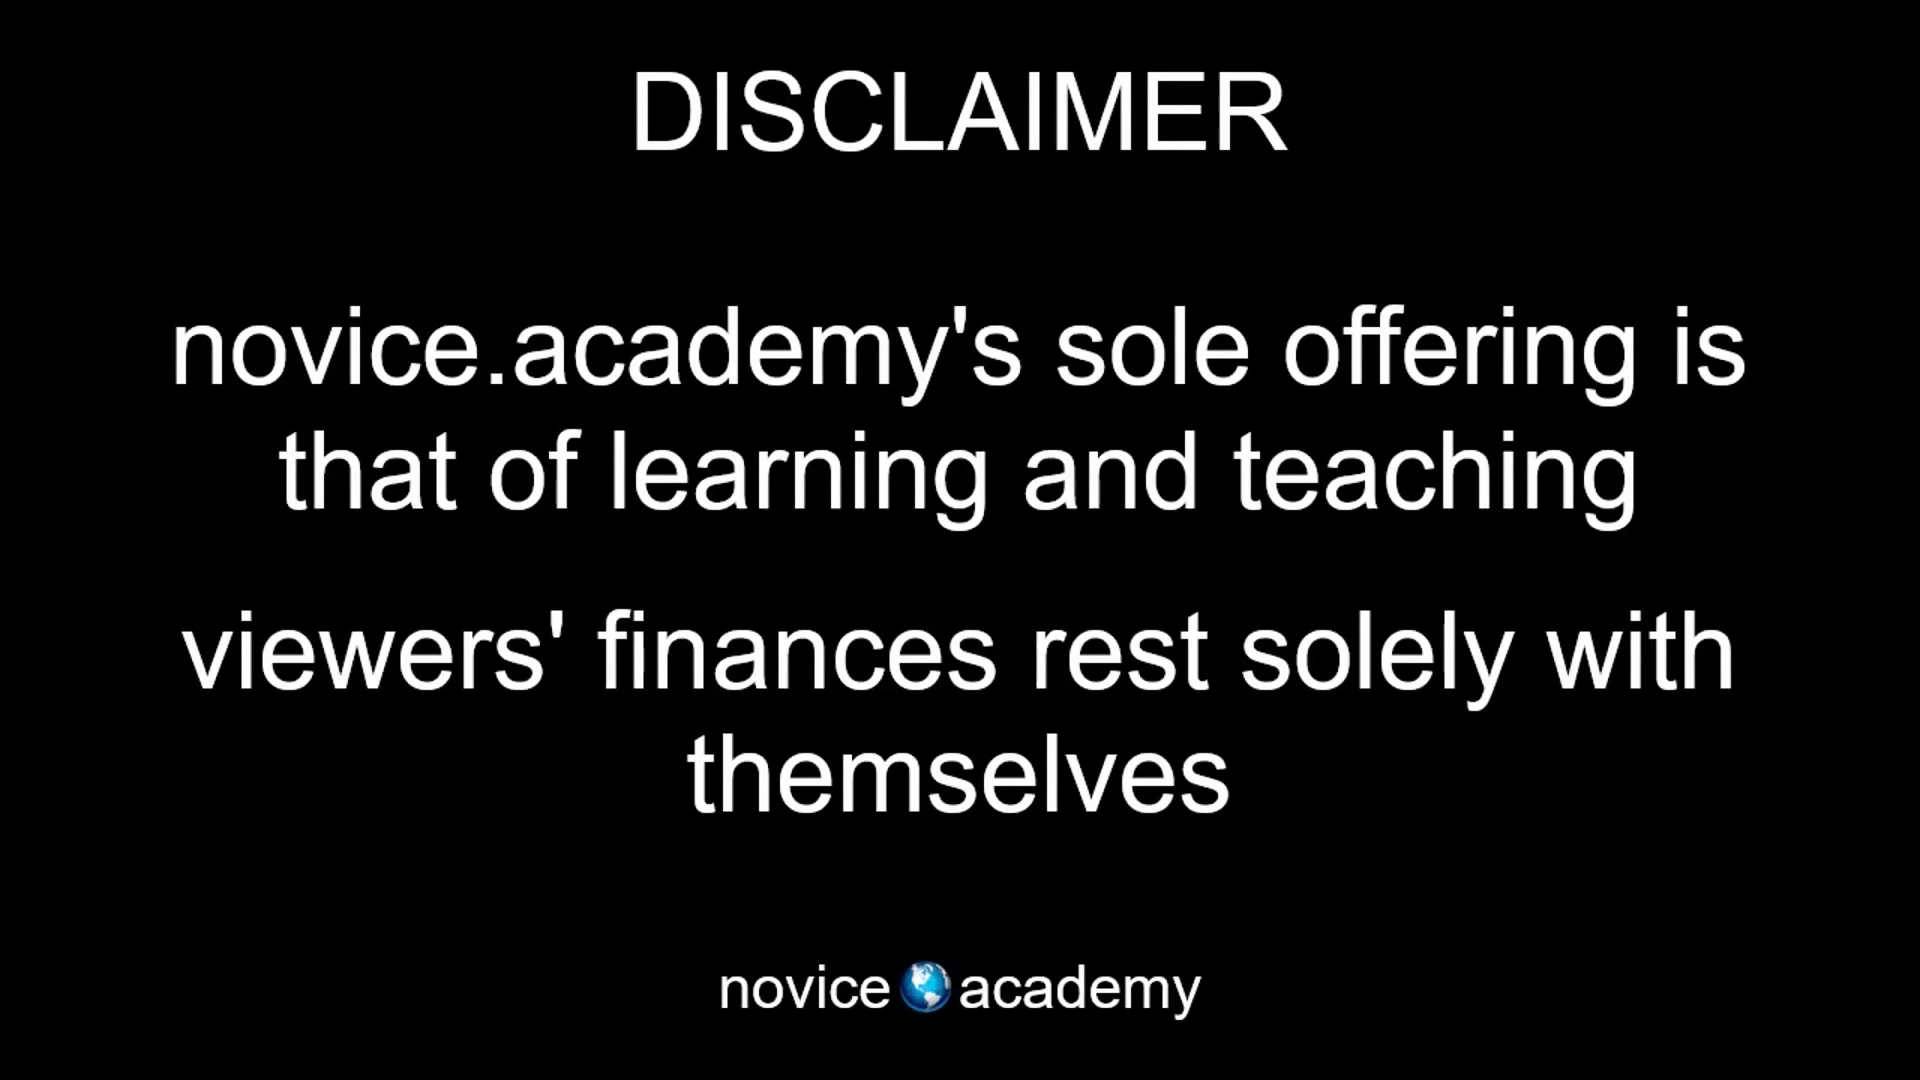 DISCLAIMER
novice.academy's sole offering is
that of learning and teaching
viewers' finances rest solely with
themselves
novice academy